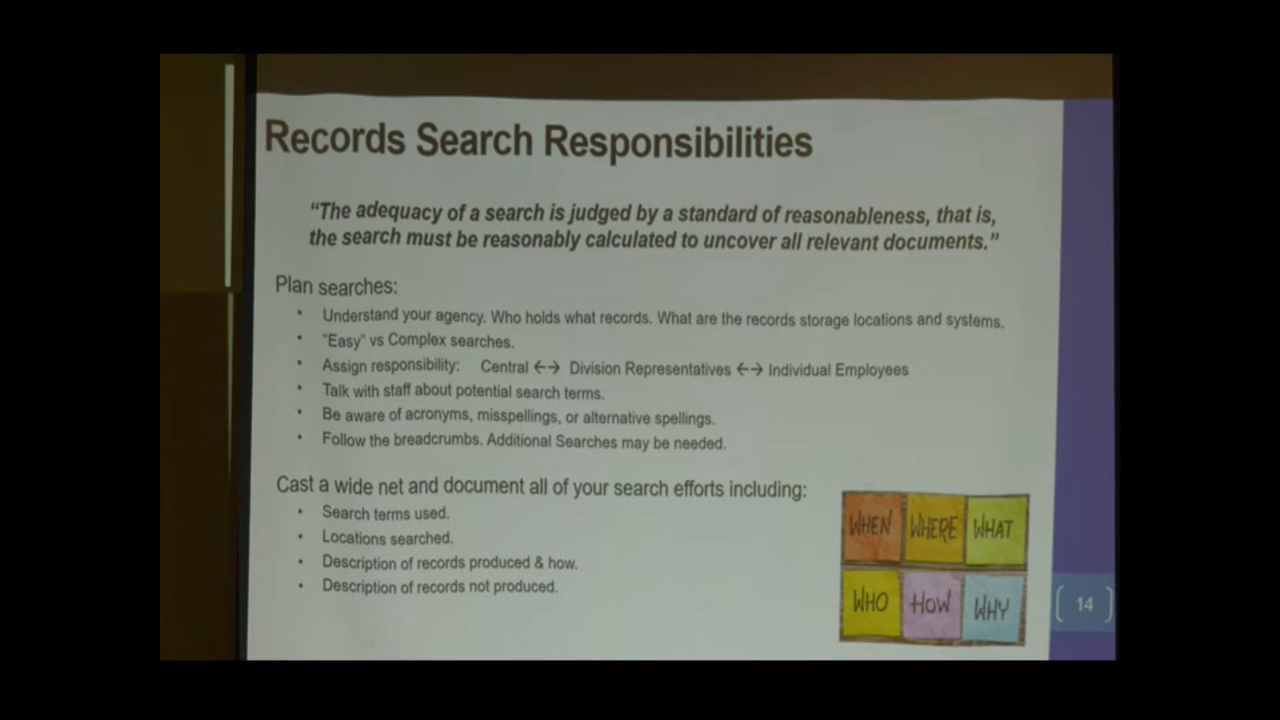 Records Search Responsibilities
“The adequacy of a search is judged by a standard of reasonableness, that is,
the search must be reasonably calculated to uncover all relevant documents.”
Plan searches:
• Understand your agency. Who holds what records. What are the records storage locations and systems.
• “Easy” vs Complex searches.
• Assign responsibility: Central ←→ Division Representatives ←→ Individual Employees
• Talk with staff about potential search terms.
• Be aware of acronyms, misspellings, or alternative spellings.
• Follow the breadcrumbs. Additional Searches may be needed.
Cast a wide net and document all of your search efforts including:
• Search terms used.
• Locations searched.
• Description of records produced & how.
• Description of records not produced.
WHEN WHERE WHAT
WHO HOW WHY
14